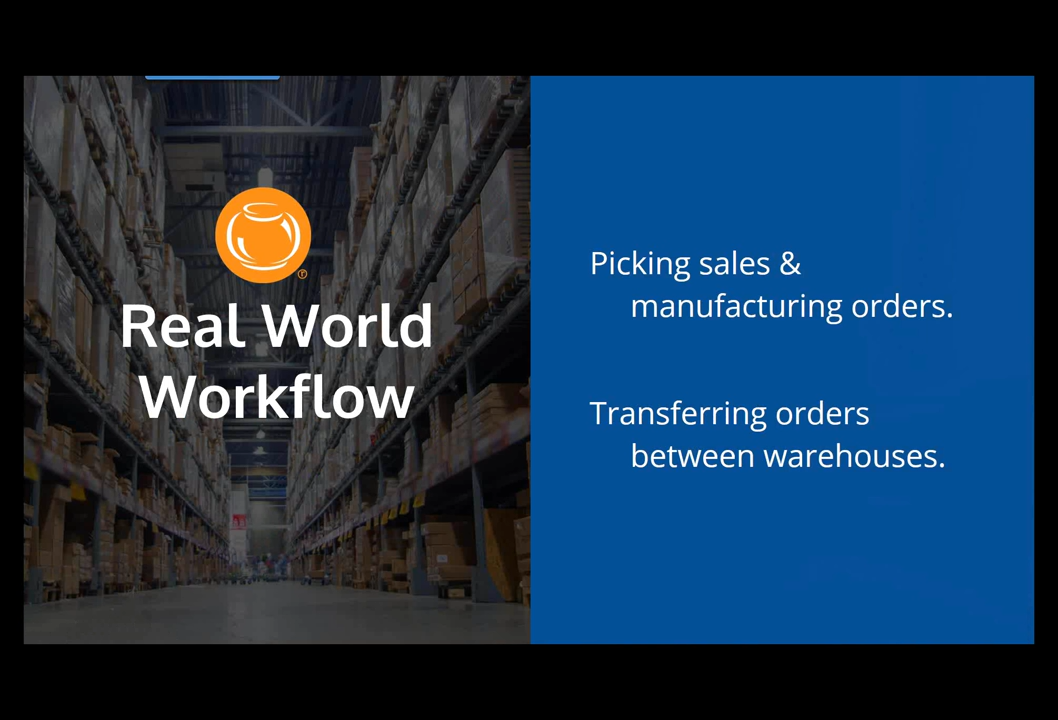 Real World
Workflow
Picking sales &
manufacturing orders.
Transferring orders
between warehouses.